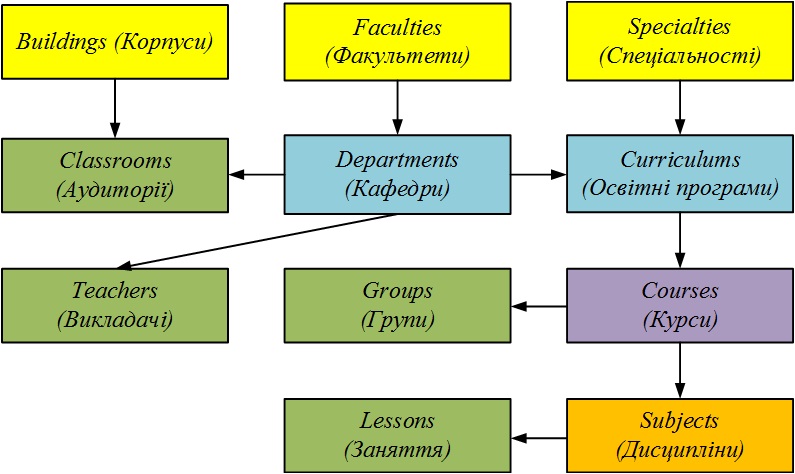 Buildings (Корпуси)
Faculties
(Факультети)
Specialties
(Спеціальності)
Classrooms
(Аудиторії)
Departments
(Кафедри)
Curriculums
(Освітні програми)
Teachers
(Викладачі)
Groups
(Групи)
Courses
(Курси)
Lessons
(Заняття)
Subjects
(Дисципліни)